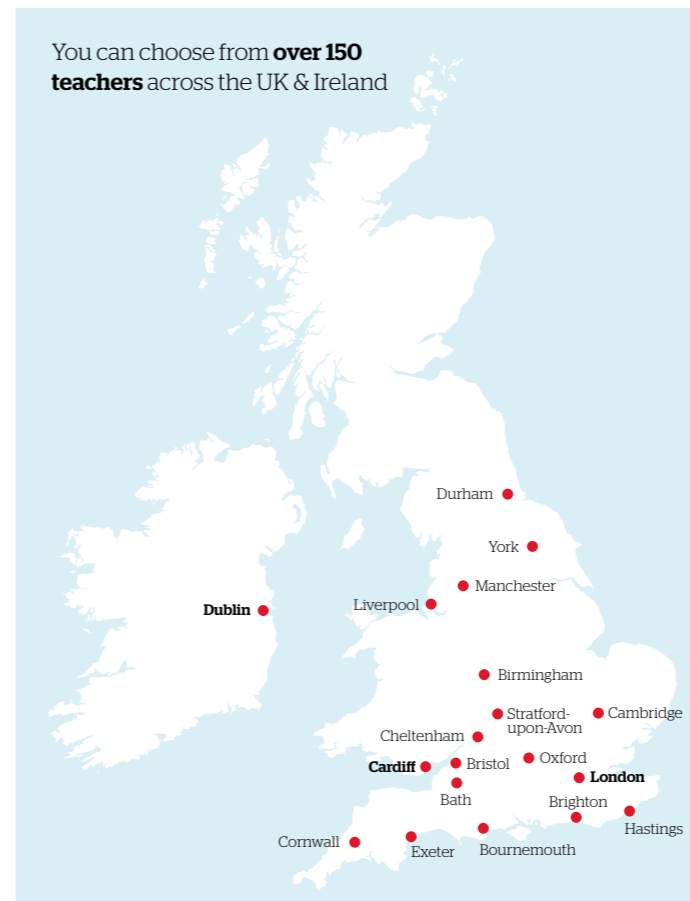 You can choose from over 150
teachers across the UK & Ireland
Durham
York
Manchester
Liverpool
Dublin
Birmingham
Stratford-
upon-Avon
Cambridge
Cheltenham
Oxford
Bristol
Cardiff
London
Bath
Brighton
Hastings
Cornwall
Exeter
Bournemouth